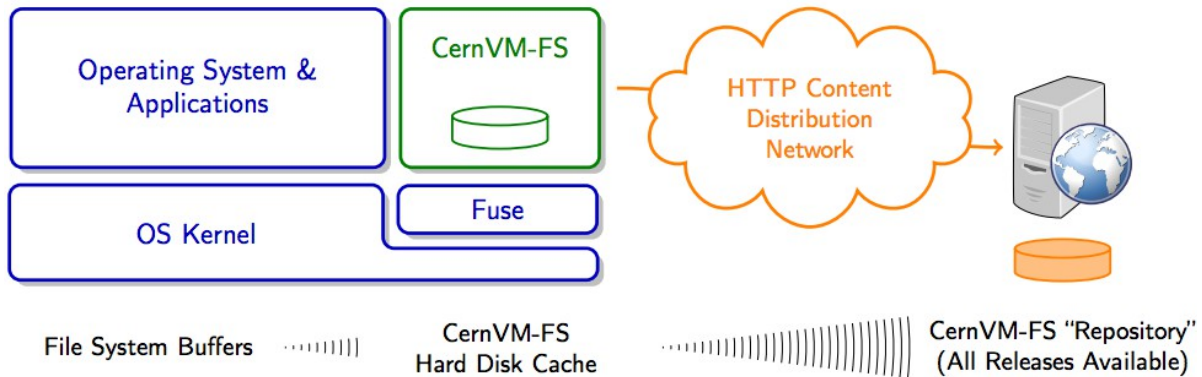 Operating System &
Applications
CernVM-FS
HTTP Content
Distribution
Network
Fuse
OS Kernel
File System Buffers
CernVM-FS
Hard Disk Cache
CernVM-FS “Repository”
(All Releases Available)